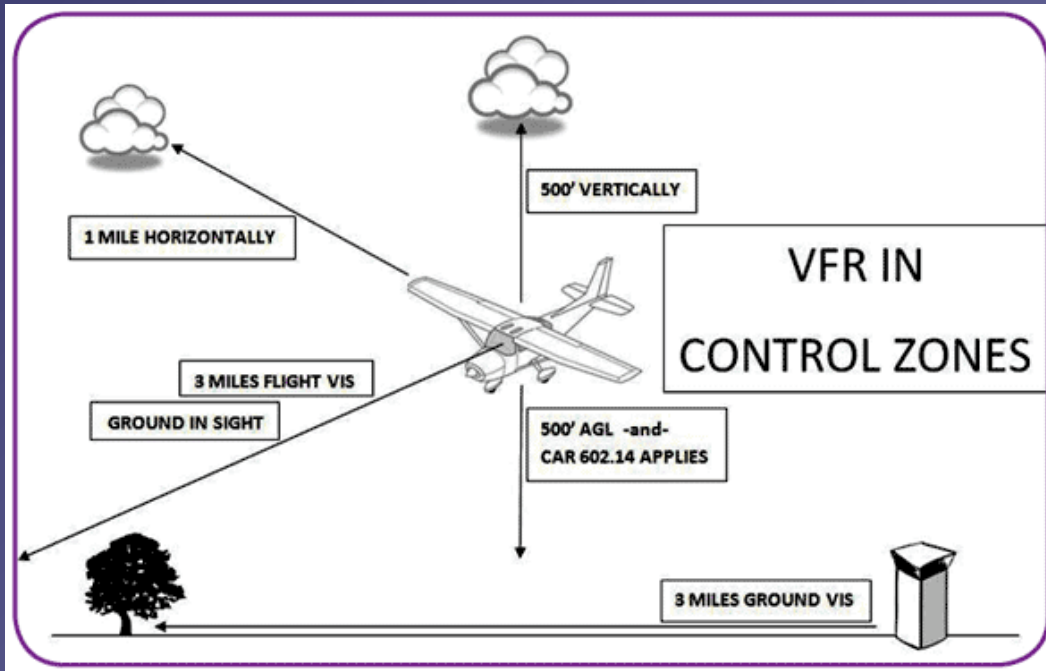 500' VERTICALLY
1 MILE HORIZONTALLY
VFR IN
CONTROL ZONES
3 MILES FLIGHT VIS
GROUND IN SIGHT
500' AGL -and-
CAR 602.14 APPLIES
3 MILES GROUND VIS